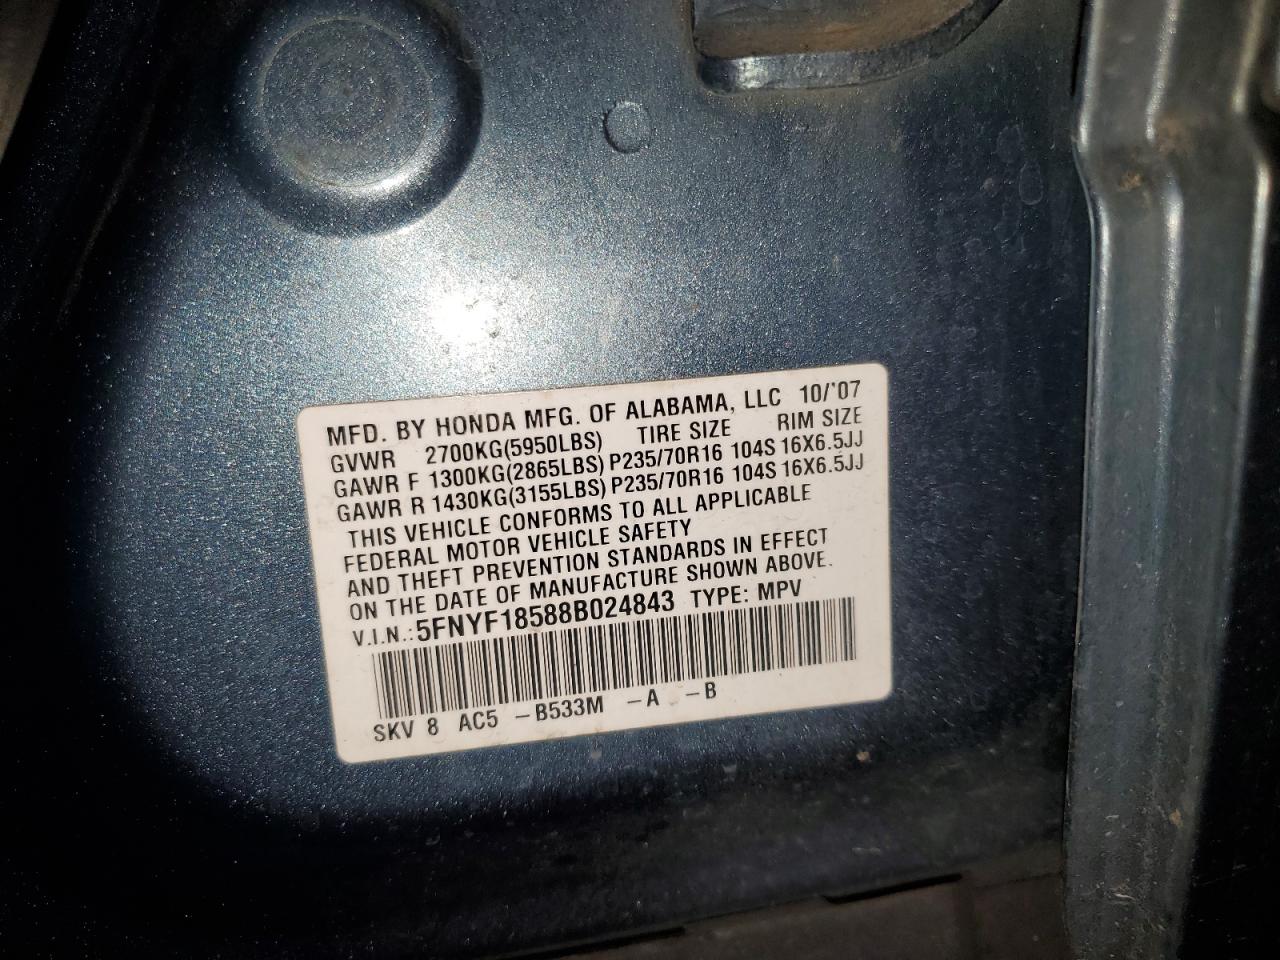 MFD. BY HONDA MFG. OF ALABAMA, LLC 10/'07
GVWR 2700KG(5950LBS) TIRE SIZE RIM SIZE
GAWR F 1300KG(2865LBS) P235/70R16 104S 16X6.5JJ
GAWR R 1430KG(3155LBS) P235/70R16 104S 16X6.5JJ
THIS VEHICLE CONFORMS TO ALL APPLICABLE
FEDERAL MOTOR VEHICLE SAFETY
AND THEFT PREVENTION STANDARDS IN EFFECT
ON THE DATE OF MANUFACTURE SHOWN ABOVE.
V.I.N.: 5FNYF18588B024843 TYPE: MPV
SKV 8 AC5 -B533M -A -B